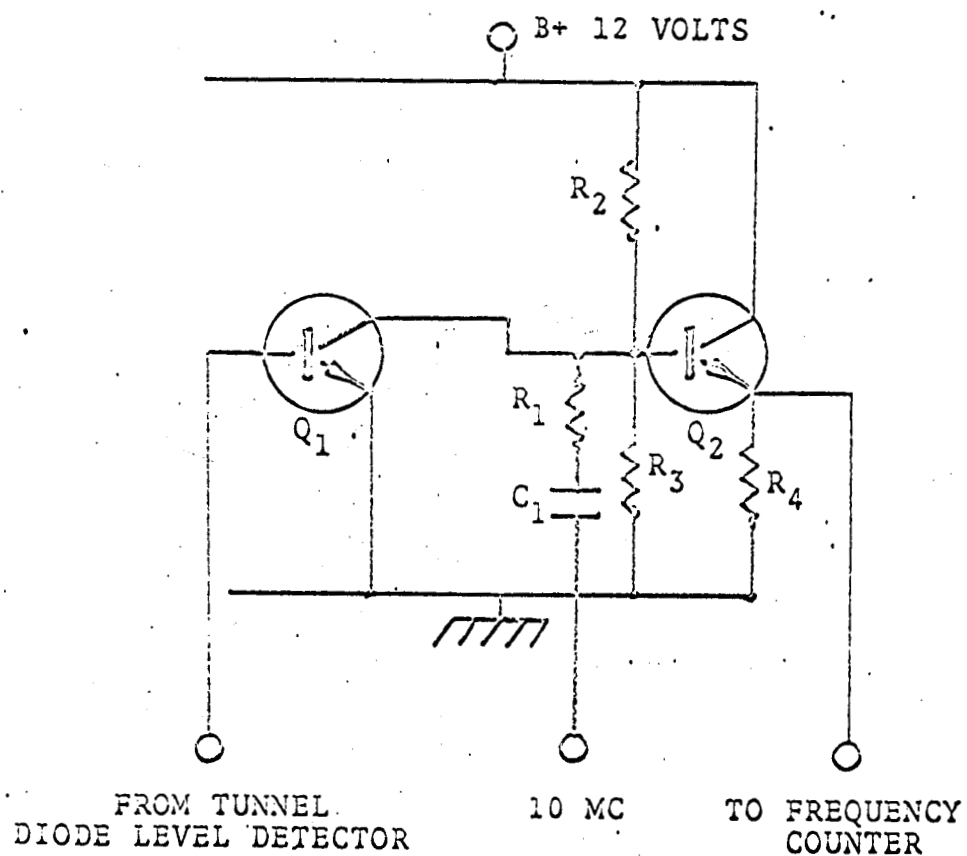 B+ 12 VOLTS
R2
R1
Q1
Q2
R3
C1
R4
FROM TUNNEL
DIODE LEVEL DETECTOR
10 MC
TO FREQUENCY
COUNTER